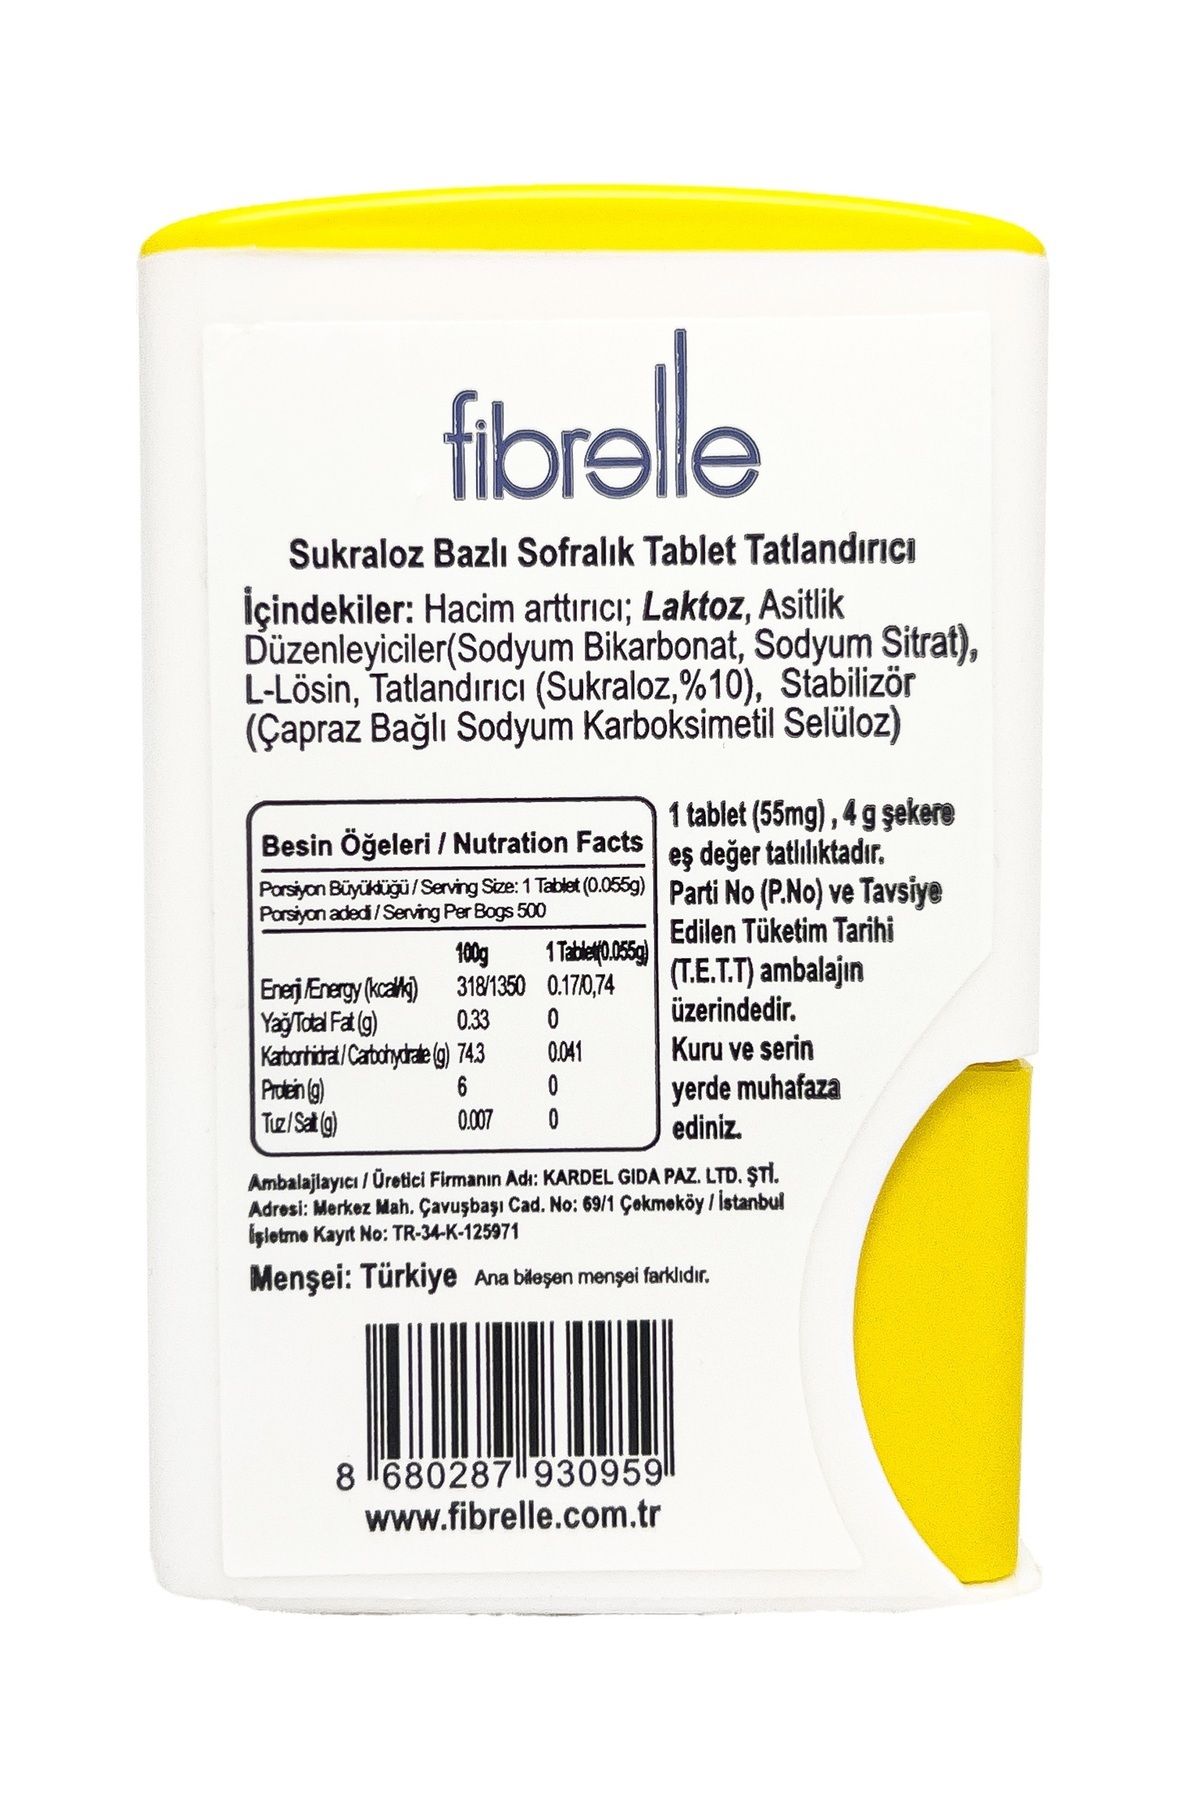 fibrelle
Sukraloz Bazlı Sofralık Tablet Tatlandırıcı
İçindekiler: Hacim arttırıcı; Laktoz, Asitlik
Düzenleyiciler(Sodyum Bikarbonat, Sodyum Sitrat),
L-Lösin, Tatlandırıcı (Sukraloz,%10), Stabilizör
(Çapraz Bağlı Sodyum Karboksimetil Selüloz)
Besin Öğeleri / Nutration Facts
Porsiyon Büyüklüğü / Serving Size: 1 Tablet (0.055g)
Porsiyon adedi / Serving Per Bogs 500
100g 1 Tablet(0.055g)
Enerji /Energy (kcal/kj) 318/1350 0.17/0,74
Yağ/Total Fat (g) 0.33 0
Karbonhidrat / Carbohydrate (g) 74.3 0.041
Protein (g) 6 0
Tuz / Salt (g) 0.007 0
1 tablet (55mg) , 4 g şekere
eş değer tatlılıktadır.
Parti No (P.No) ve Tavsiye
Edilen Tüketim Tarihi
(T.E.T.T) ambalajın
üzerindedir.
Kuru ve serin
yerde muhafaza
ediniz.
Ambalajlayıcı / Üretici Firmanın Adı: KARDEL GIDA PAZ. LTD. ŞTİ.
Adresi: Merkez Mah. Çavuşbaşı Cad. No: 69/1 Çekmeköy / İstanbul
İşletme Kayıt No: TR-34-K-125971
Menşei: Türkiye Ana bileşen menşei farklıdır.
8 680287 930959
www.fibrelle.com.tr